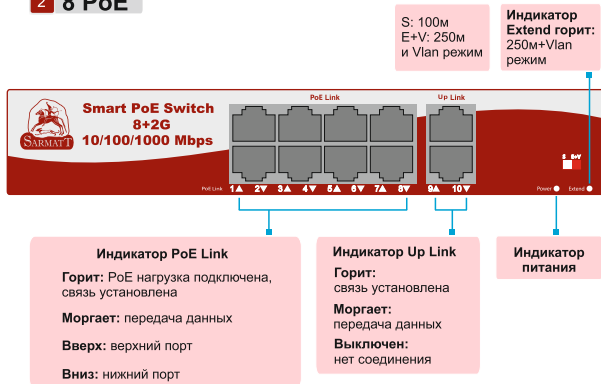 2 8 PoE
S: 100м
E+V: 250м
и Vlan режим
Индикатор
Extend горит:
250м+Vlan
режим
SARMATT
Smart PoE Switch
8+2G
10/100/1000 Mbps
PoE Link
Up Link
S E+V
PoE Link 1▲ 2▼ 3▲ 4▼ 5▲ 6▼ 7▲ 8▼ 9▲ 10▼
Power Extend
Индикатор PoE Link
Горит: PoE нагрузка подключена,
связь установлена
Моргает: передача данных
Вверх: верхний порт
Вниз: нижний порт
Индикатор Up Link
Горит:
связь установлена
Моргает:
передача данных
Выключен:
нет соединения
Индикатор
питания